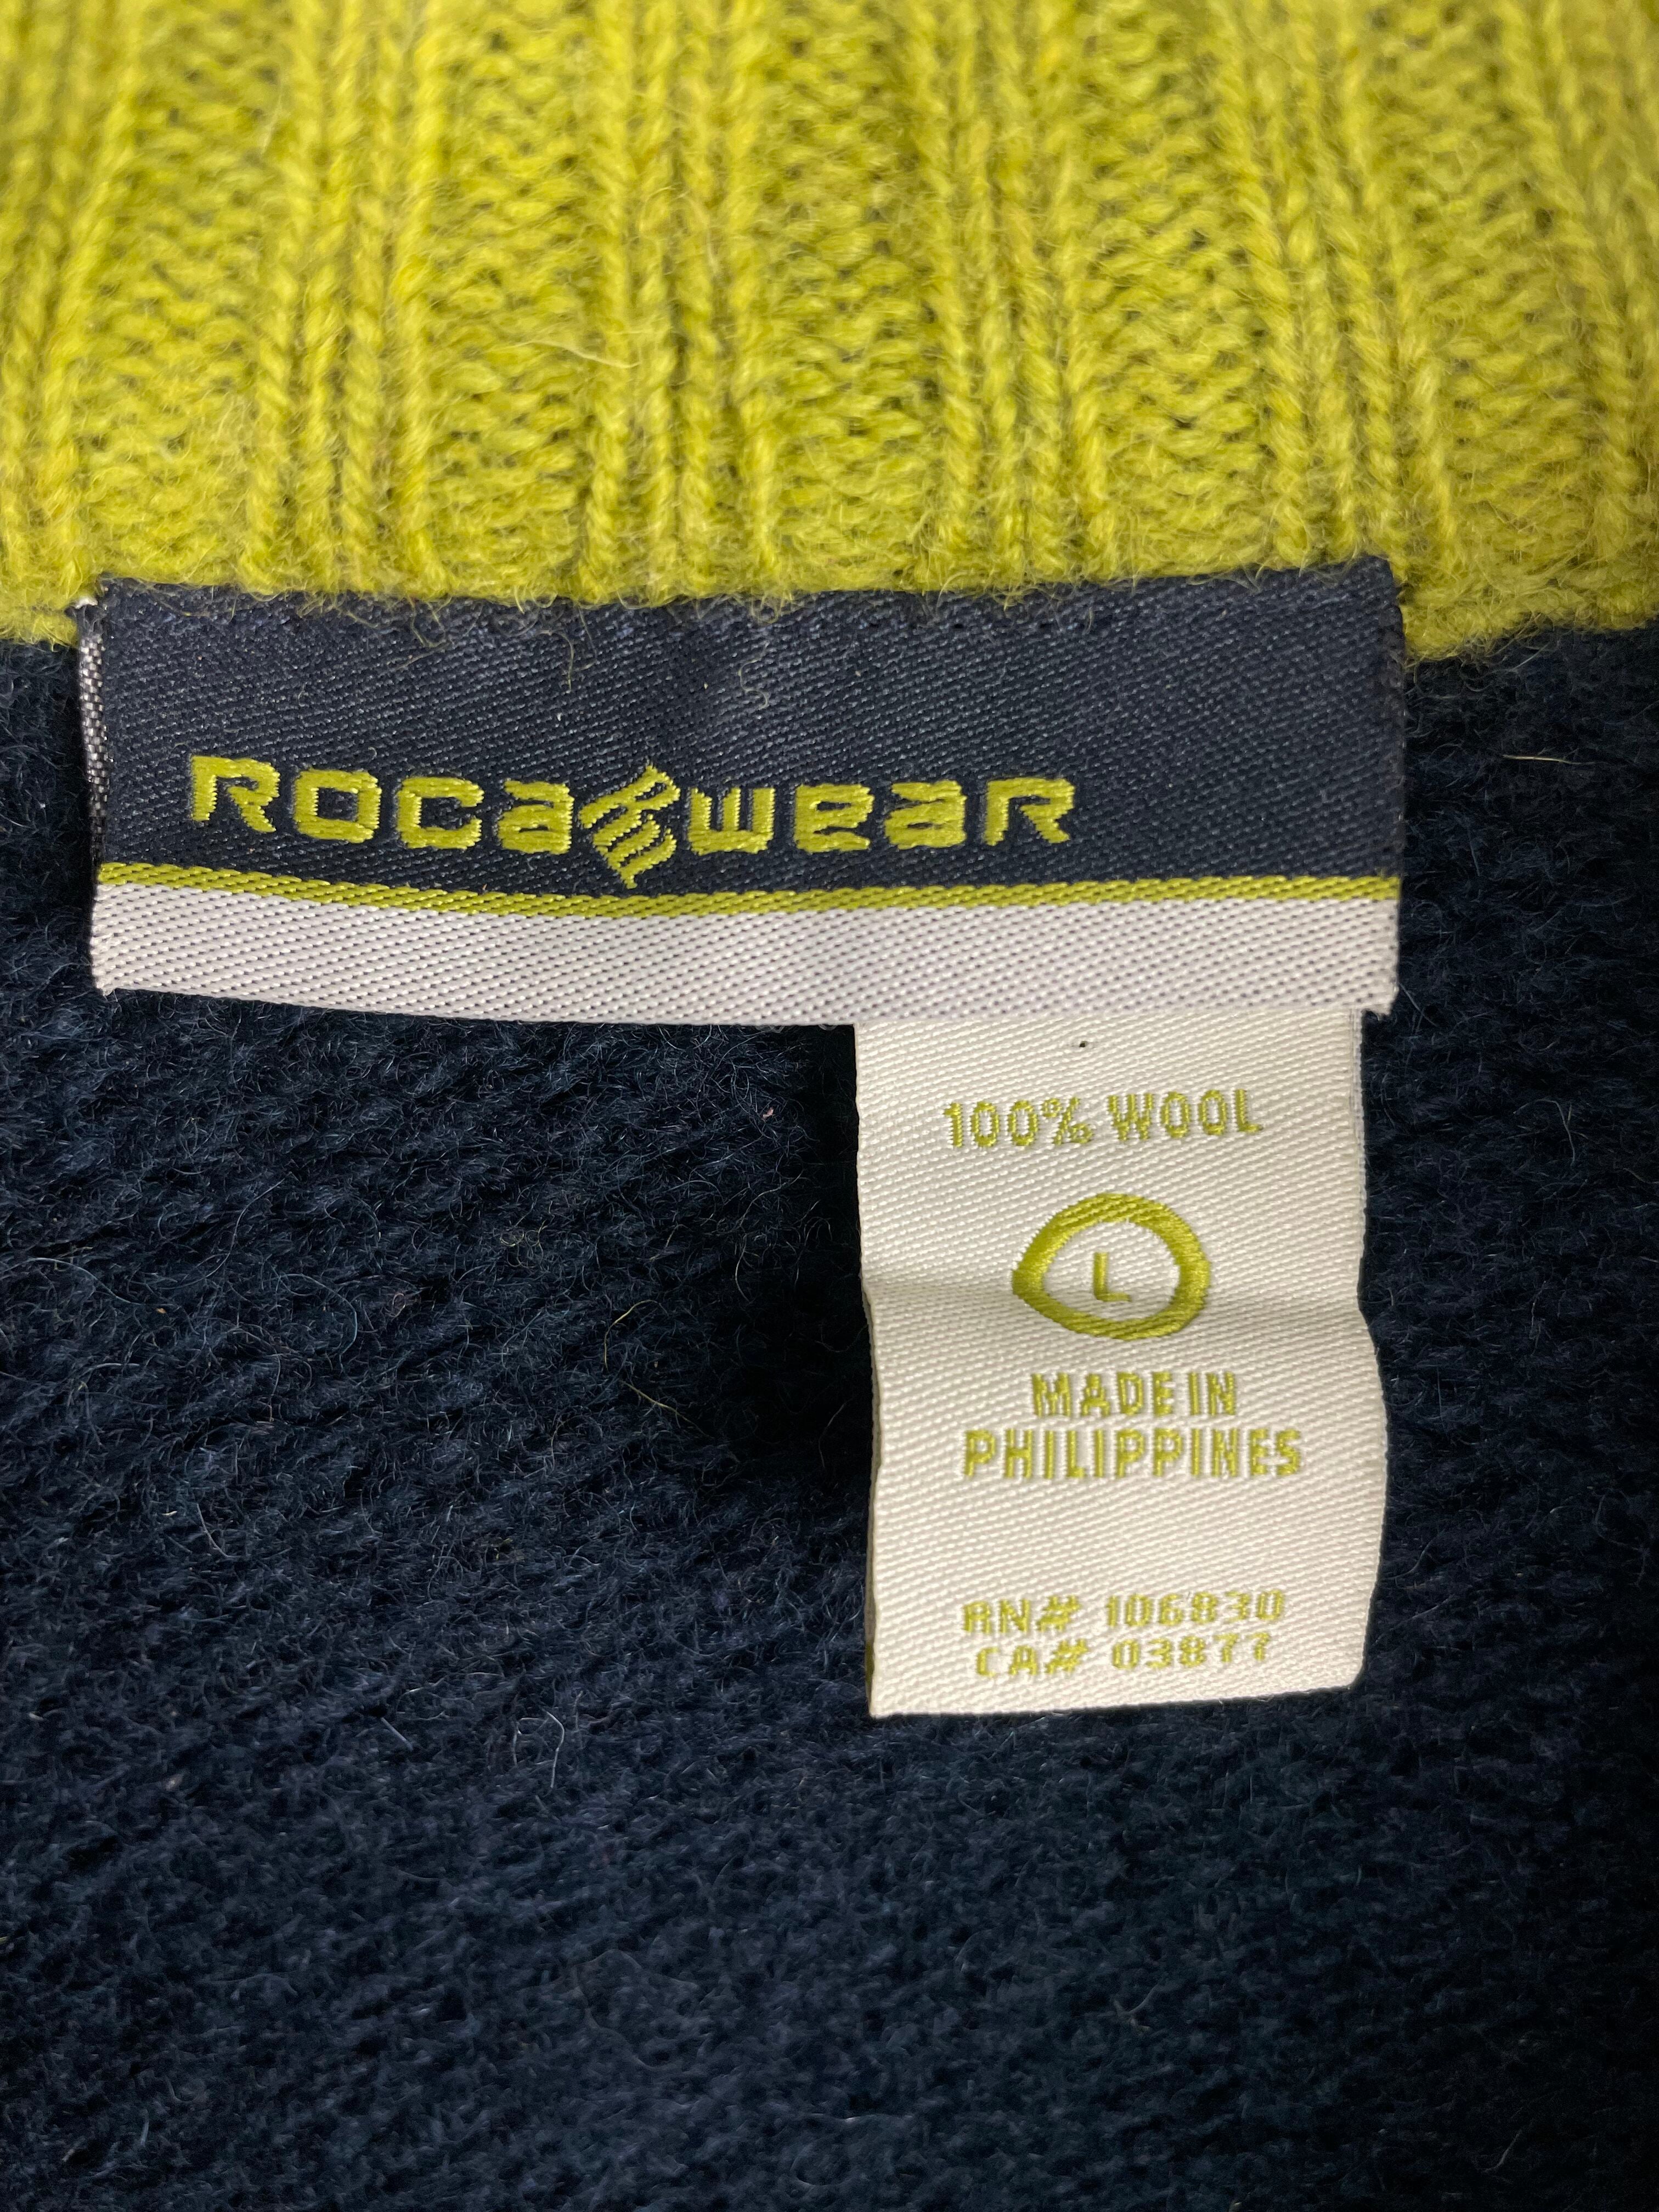 ROCAWEAR
100% WOOL
L
MADE IN
PHILIPPINES
RN# 106830
CA# 03877